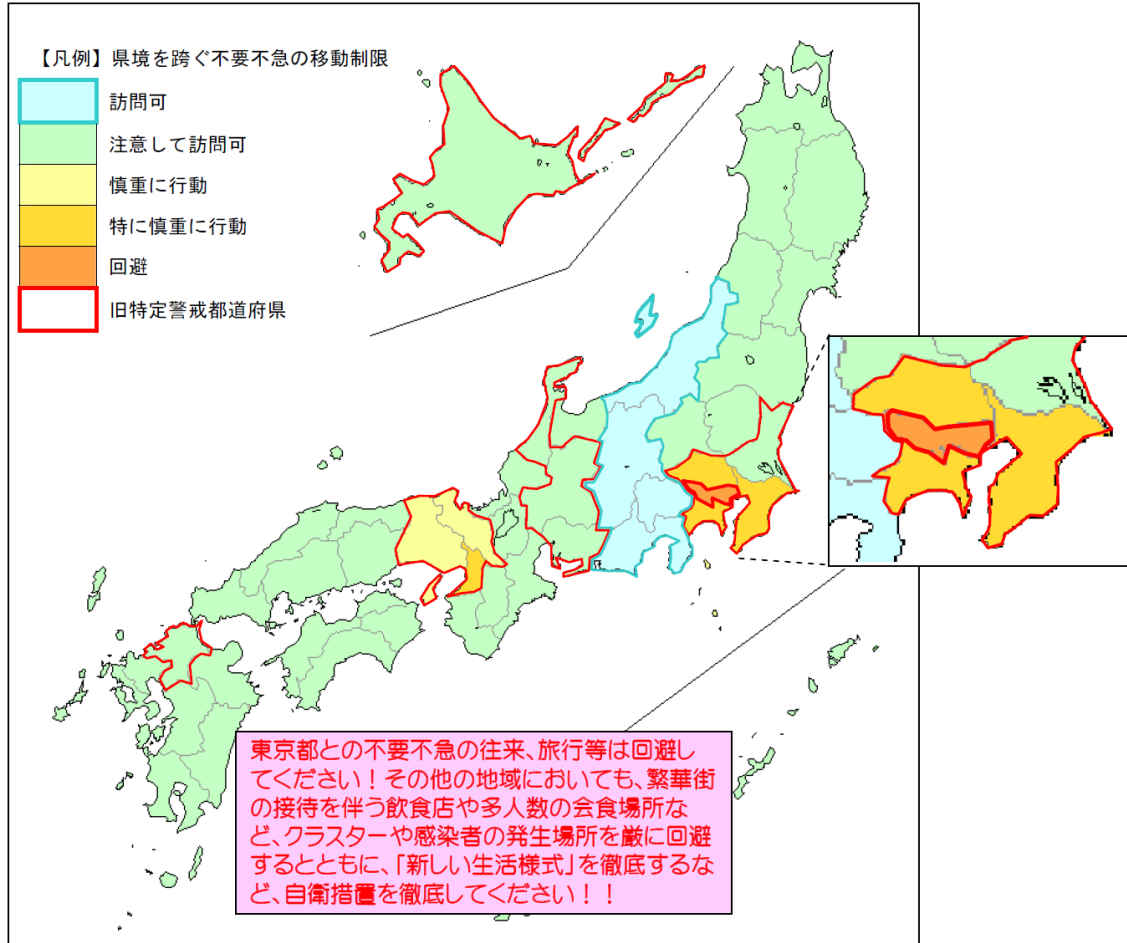 【凡例】県境を跨ぐ不要不急の移動制限
訪問可
注意して訪問可
慎重に行動
特に慎重に行動
回避
旧特定警戒都道府県
東京都との不要不急の往来、旅行等は回避し
てください！その他の地域においても、繁華街
の接待を伴う飲食店や多人数の会食場所な
ど、クラスターや感染者の発生場所を厳に回避
するとともに、「新しい生活様式」を徹底するな
ど、自衛措置を徹底してください！！